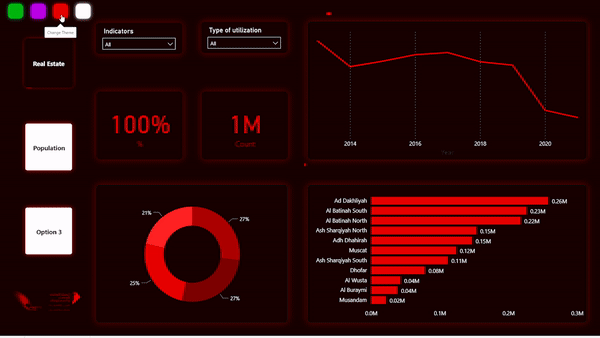 Change Theme
Indicators
All
Type of utilization
All
Real Estate
100%
%
1M
Count
2014
2016
2018
2020
Year
Population
Option 3
21%
27%
25%
27%
Ad Dakhliyah 0.26M
Al Batinah South 0.23M
Al Batinah North 0.22M
Ash Sharqiyah North 0.15M
Adh Dhahirah 0.15M
Muscat 0.12M
Ash Sharqiyah South 0.11M
Dhofar 0.08M
Al Wusta 0.04M
Al Buraymi 0.04M
Musandam 0.02M
0.0M 0.1M 0.2M 0.3M